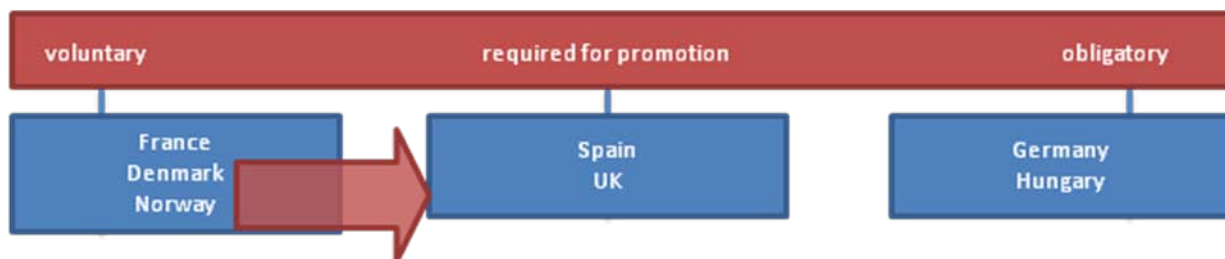 voluntary required for promotion obligatory
France
Denmark
Norway
Spain
UK
Germany
Hungary